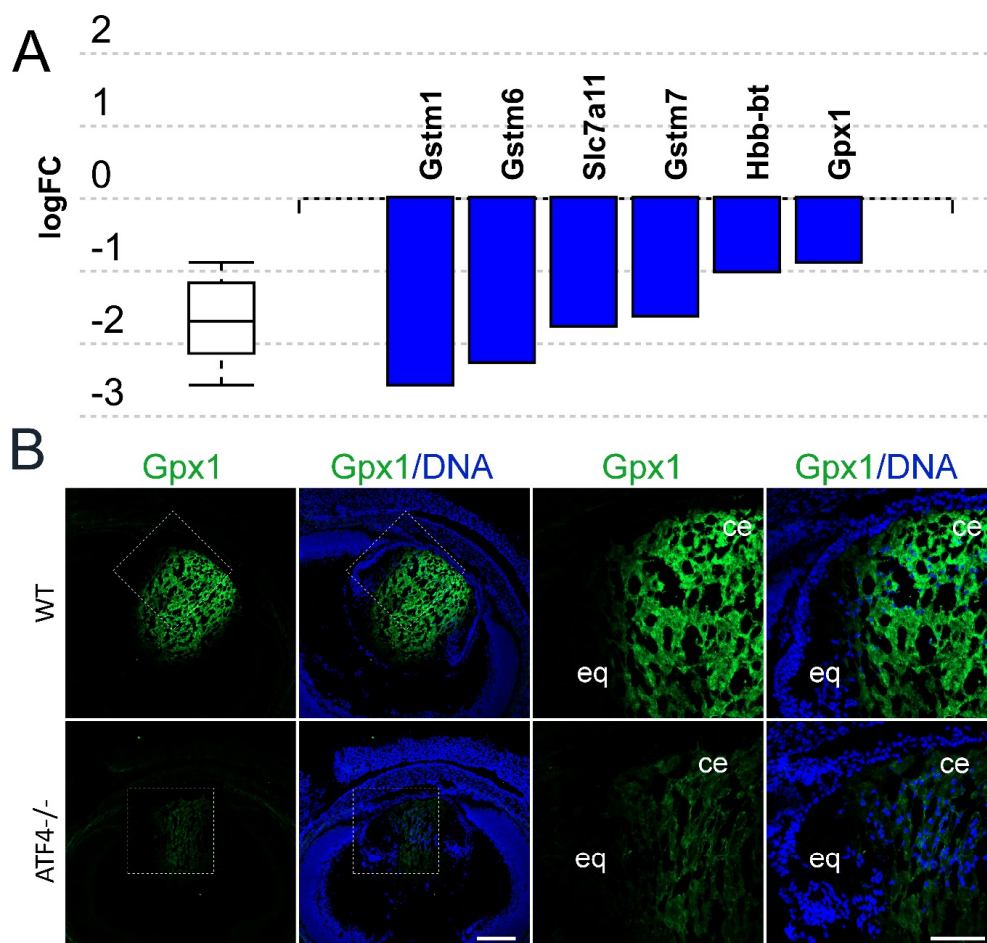 A
2
1
0
-1
-2
-3
logFC
Gstm1
Gstm6
Slc7a11
Gstm7
Hbb-bt
Gpx1
B
Gpx1
Gpx1/DNA
Gpx1
Gpx1/DNA
WT
ce
eq
ce
eq
ATF4-/-
ce
eq
ce
eq